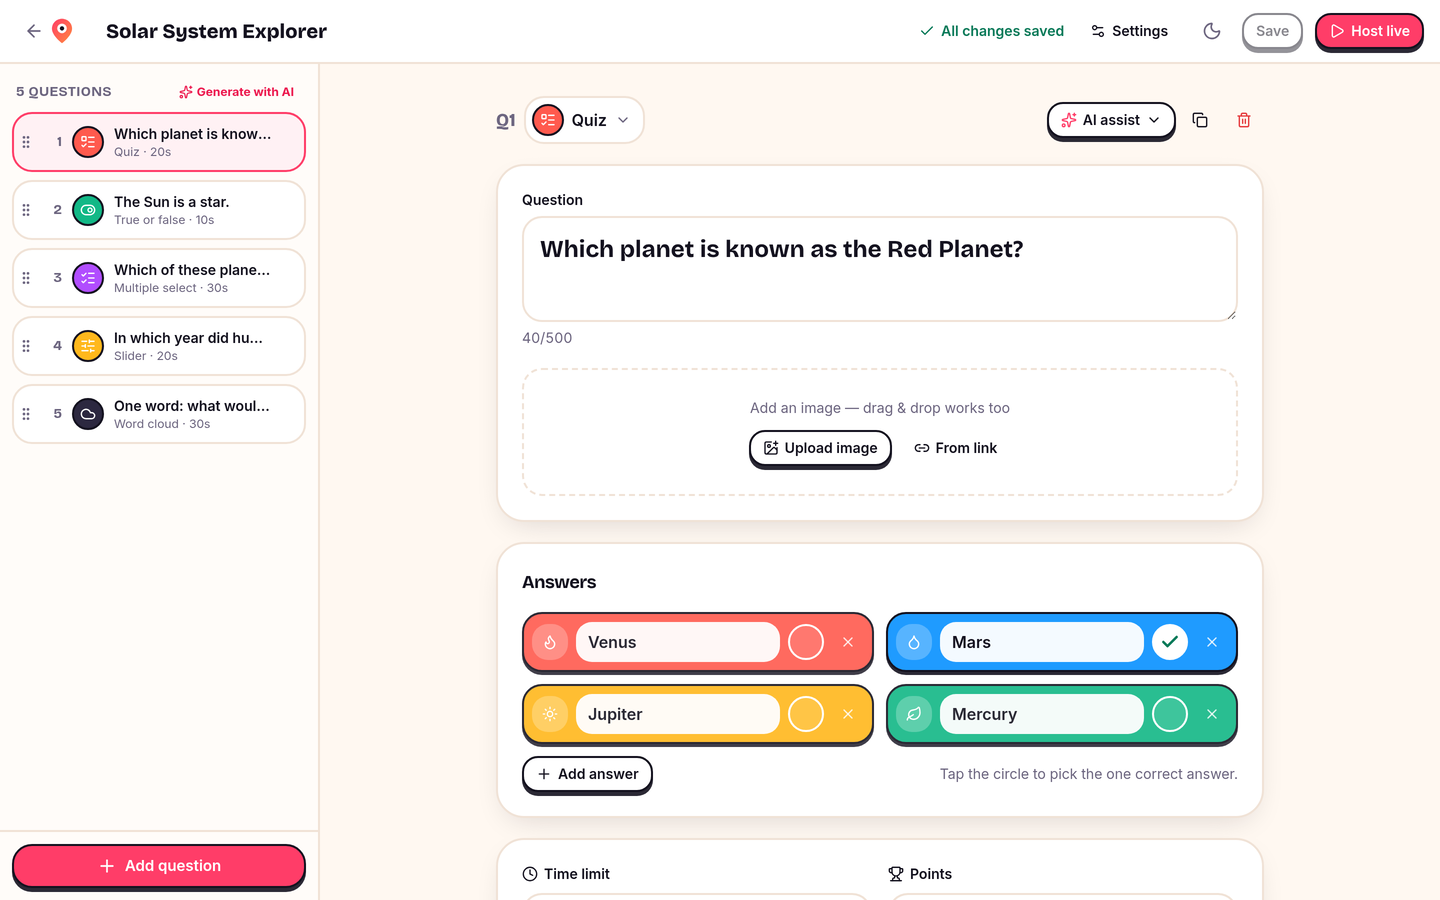 Solar System Explorer
All changes saved
Settings
Save
Host live
5 QUESTIONS
Generate with AI
1
Which planet is know...
Quiz · 20s
2
The Sun is a star.
True or false · 10s
3
Which of these plane...
Multiple select · 30s
4
In which year did hu...
Slider · 20s
5
One word: what woul...
Word cloud · 30s
Add question
Q1
Quiz
AI assist
Question
Which planet is known as the Red Planet?
40/500
Add an image — drag & drop works too
Upload image
From link
Answers
Venus
Mars
Jupiter
Mercury
Add answer
Tap the circle to pick the one correct answer.
Time limit
Points